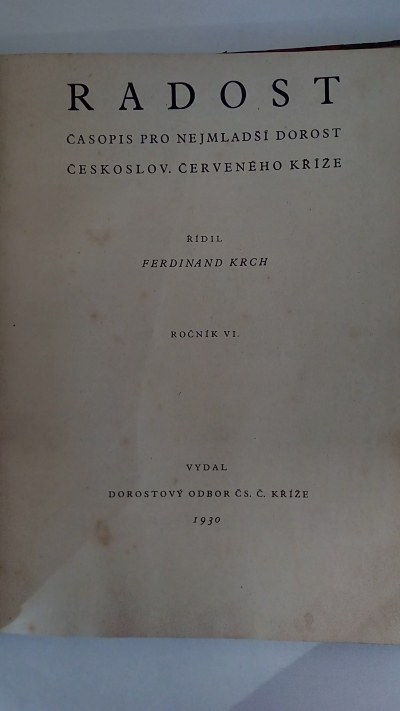 RADOST
ČASOPIS PRO NEJMLADŠÍ DOROST
ČESKOSLOV. ČERVENÉHO KŘÍŽE
ŘÍDIL
FERDINAND KRCH
ROČNÍK VI.
VYDAL
DOROSTOVÝ ODBOR ČS. Č. KŘÍŽE
1930